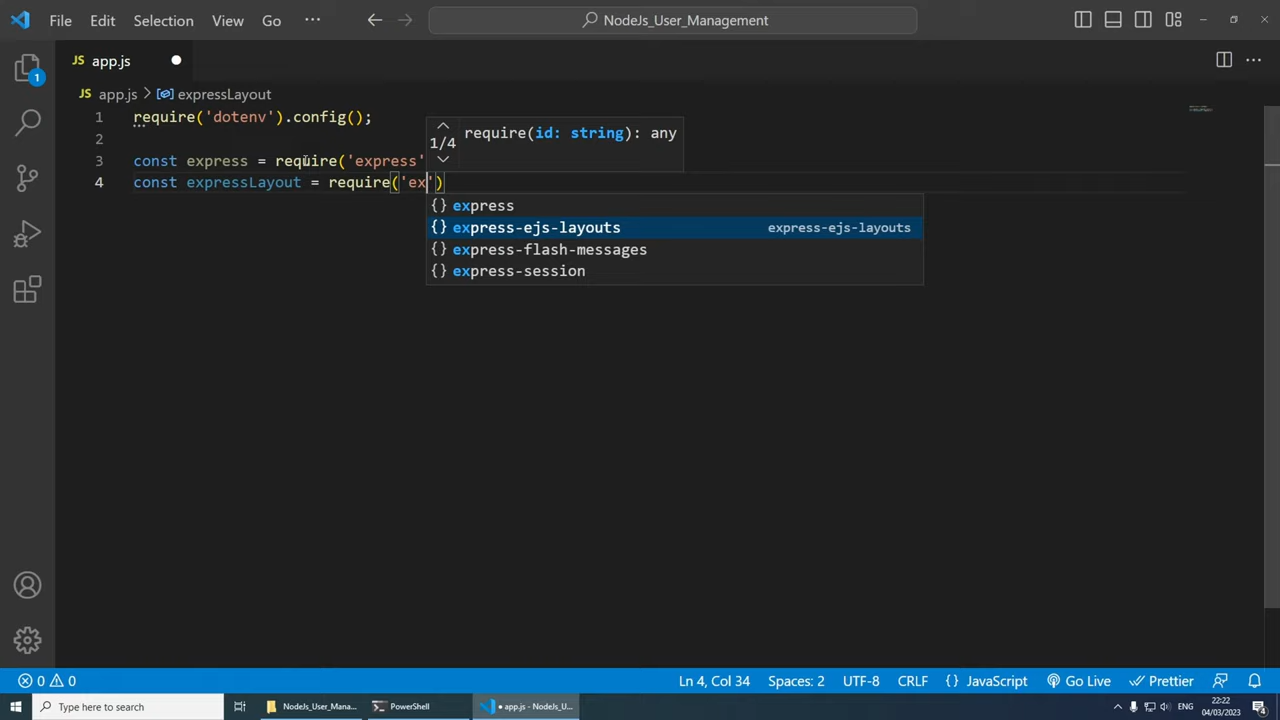 File Edit Selection View Go ··· NodeJs_User_Management
JS app.js
1
JS app.js > expressLayout
1 require('dotenv').config();
2
3 const express = require('express'
4 const expressLayout = require('ex')
1/4 require(id: string): any
{} express
{} express-ejs-layouts express-ejs-layouts
{} express-flash-messages
{} express-session
0 0 Ln 4, Col 34 Spaces: 2 UTF-8 CRLF {} JavaScript Go Live Prettier
Type here to search NodeJs_User_Mana... PowerShell ● app.js - NodeJs_U... ENG 22:22
04/03/2023 4